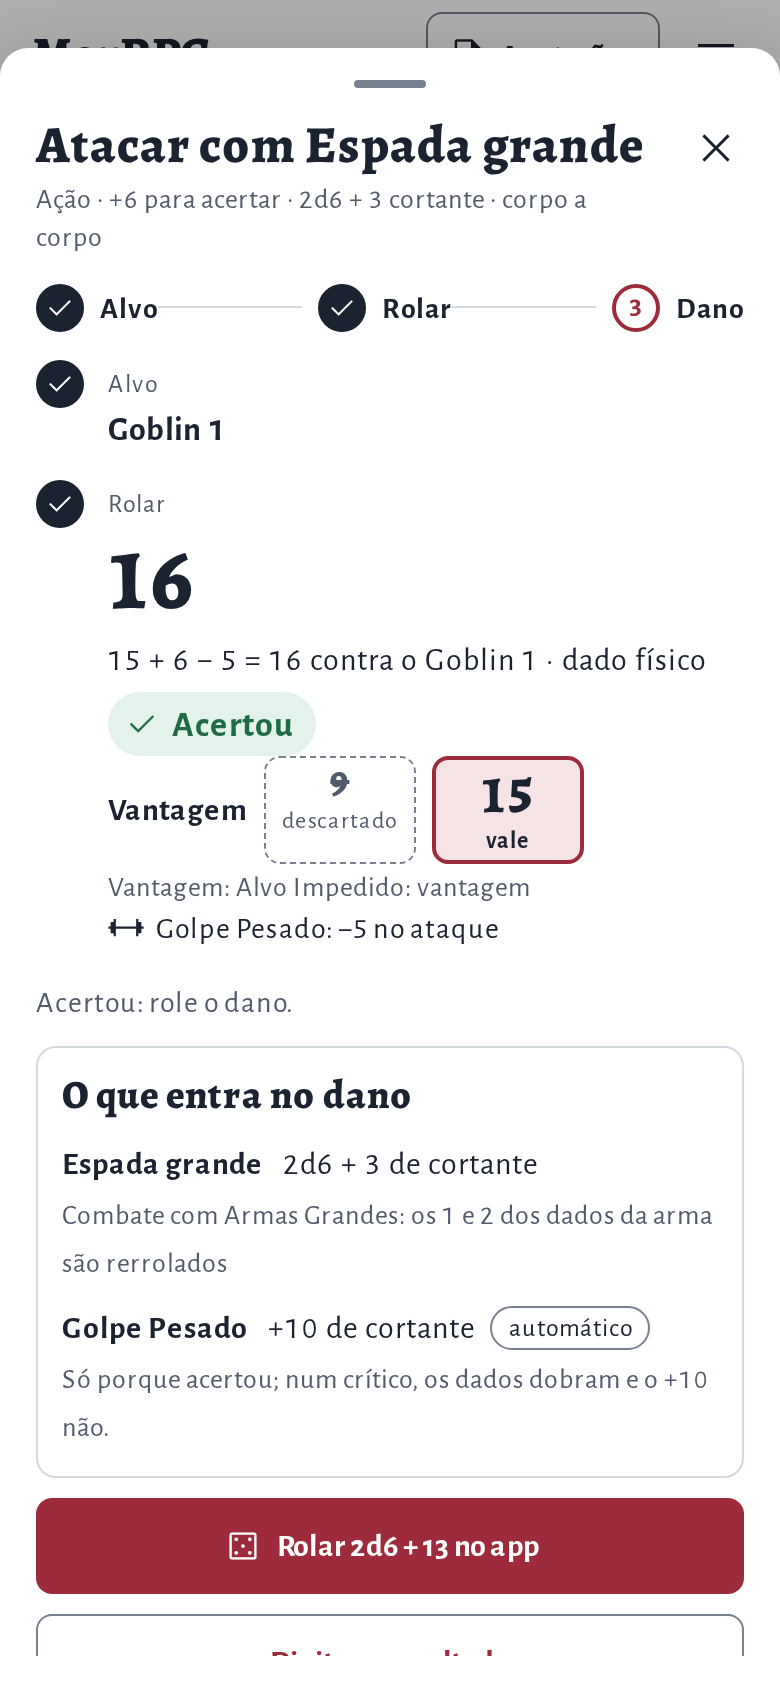 Atacar com Espada grande
Ação · +6 para acertar · 2d6 + 3 cortante · corpo a
corpo
Alvo Rolar 3 Dano
Alvo
Goblin 1
Rolar
16
15 + 6 − 5 = 16 contra o Goblin 1 · dado físico
Acertou
Vantagem 9 descartado 15 vale
Vantagem: Alvo Impedido: vantagem
Golpe Pesado: −5 no ataque
Acertou: role o dano.
O que entra no dano
Espada grande 2d6 + 3 de cortante
Combate com Armas Grandes: os 1 e 2 dos dados da arma
são rerrolados
Golpe Pesado +10 de cortante automático
Só porque acertou; num crítico, os dados dobram e o +10
não.
Rolar 2d6 + 13 no app